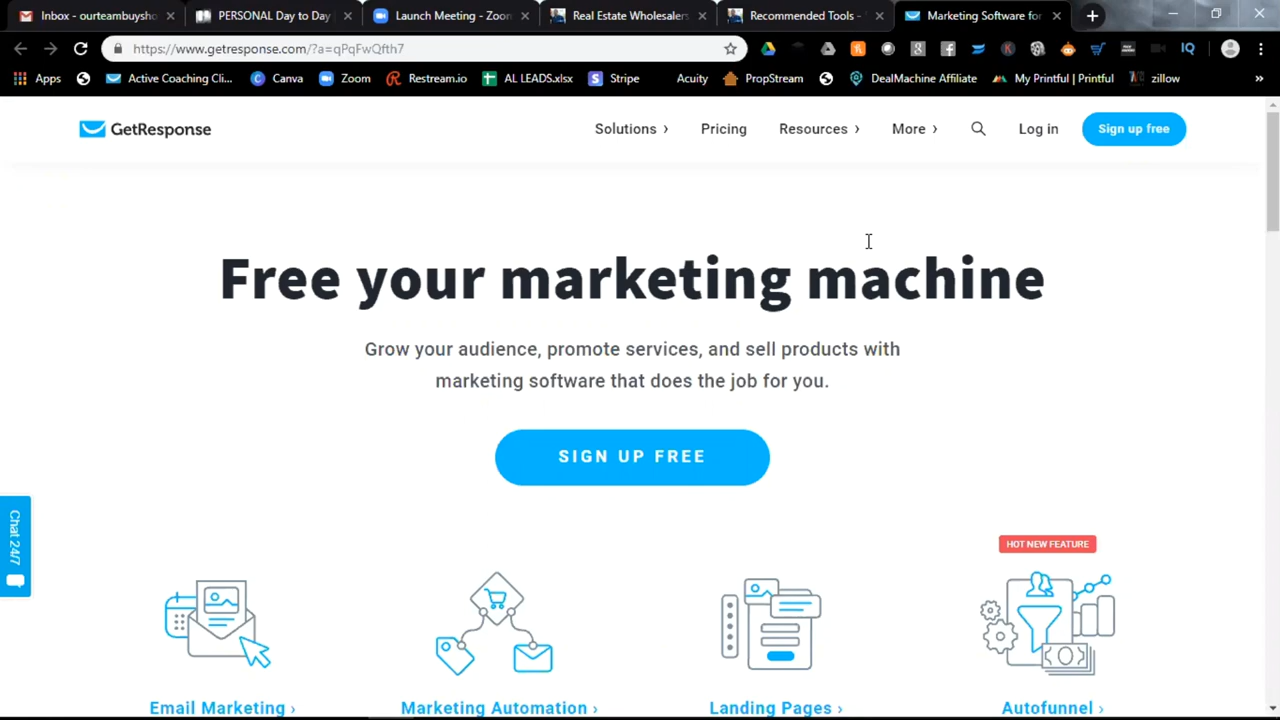 Inbox - ourteambuysho
PERSONAL Day to Day
Launch Meeting - Zoon
Real Estate Wholesalers
Recommended Tools -
Marketing Software for
https://www.getresponse.com/?a=qPqFwQfth7
Apps
Active Coaching Cli...
Canva
Zoom
Restream.io
AL LEADS.xlsx
Stripe
Acuity
PropStream
DealMachine Affiliate
My Printful | Printful
zillow
GetResponse
Solutions ›
Pricing
Resources ›
More ›
Log in
Sign up free
Free your marketing machine
Grow your audience, promote services, and sell products with
marketing software that does the job for you.
SIGN UP FREE
Chat 24/7
HOT NEW FEATURE
Email Marketing ›
Marketing Automation ›
Landing Pages ›
Autofunnel ›